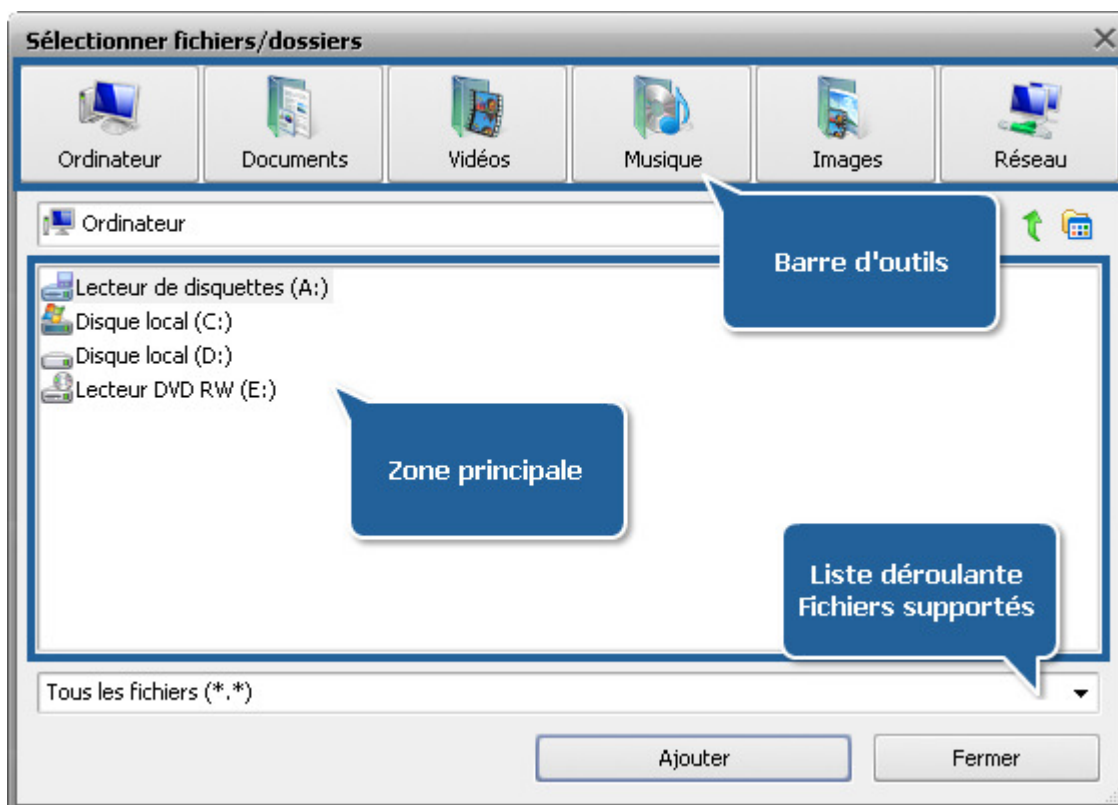 Sélectionner fichiers/dossiers
Ordinateur
Documents
Vidéos
Musique
Images
Réseau
Ordinateur
Barre d'outils
Lecteur de disquettes (A:)
Disque local (C:)
Disque local (D:)
Lecteur DVD RW (E:)
Zone principale
Liste déroulante
Fichiers supportés
Tous les fichiers (*.*)
Ajouter
Fermer